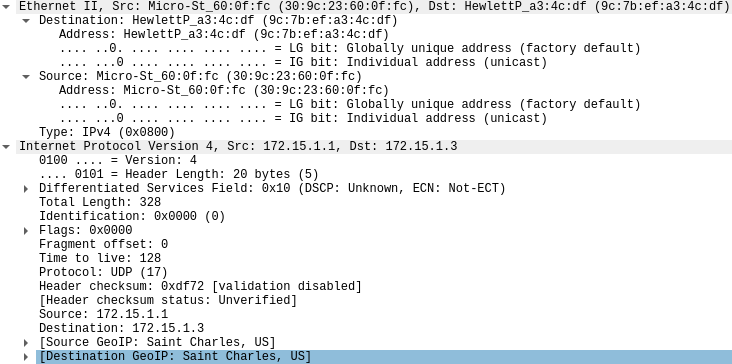 Ethernet II, Src: Micro-St_60:0f:fc (30:9c:23:60:0f:fc), Dst: HewlettP_a3:4c:df (9c:7b:ef:a3:4c:df)
Destination: HewlettP_a3:4c:df (9c:7b:ef:a3:4c:df)
Address: HewlettP_a3:4c:df (9c:7b:ef:a3:4c:df)
.... ..0. .... .... .... .... = LG bit: Globally unique address (factory default)
.... ...0 .... .... .... .... = IG bit: Individual address (unicast)
Source: Micro-St_60:0f:fc (30:9c:23:60:0f:fc)
Address: Micro-St_60:0f:fc (30:9c:23:60:0f:fc)
.... ..0. .... .... .... .... = LG bit: Globally unique address (factory default)
.... ...0 .... .... .... .... = IG bit: Individual address (unicast)
Type: IPv4 (0x0800)
Internet Protocol Version 4, Src: 172.15.1.1, Dst: 172.15.1.3
0100 .... = Version: 4
.... 0101 = Header Length: 20 bytes (5)
Differentiated Services Field: 0x10 (DSCP: Unknown, ECN: Not-ECT)
Total Length: 328
Identification: 0x0000 (0)
Flags: 0x0000
Fragment offset: 0
Time to live: 128
Protocol: UDP (17)
Header checksum: 0xdf72 [validation disabled]
[Header checksum status: Unverified]
Source: 172.15.1.1
Destination: 172.15.1.3
[Source GeoIP: Saint Charles, US]
[Destination GeoIP: Saint Charles, US]